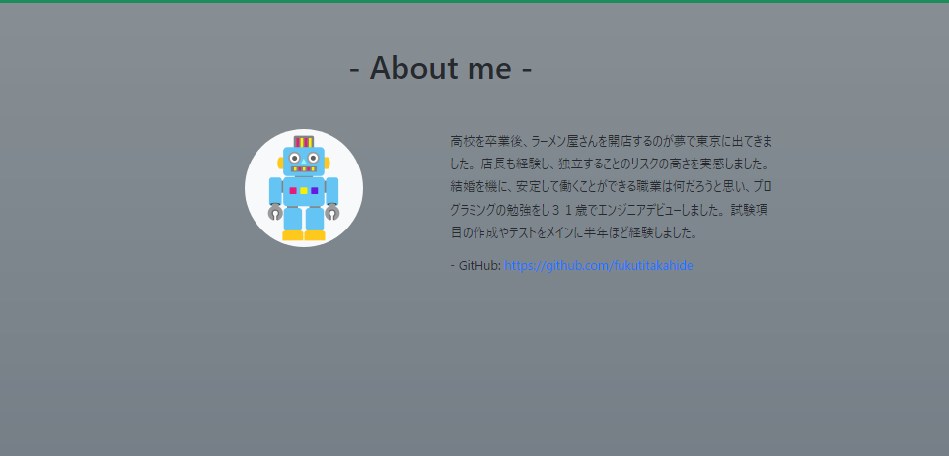 - About me -
高校を卒業後、ラーメン屋さんを開店するのが夢で東京に出てきま
した。店長も経験し、独立することのリスクの高さを実感しました。
結婚を機に、安定して働くことができる職業は何だろうと思い、プロ
グラミングの勉強をし３１歳でエンジニアデビューしました。試験項
目の作成やテストをメインに半年ほど経験しました。
- GitHub: https://github.com/fukutitakahide